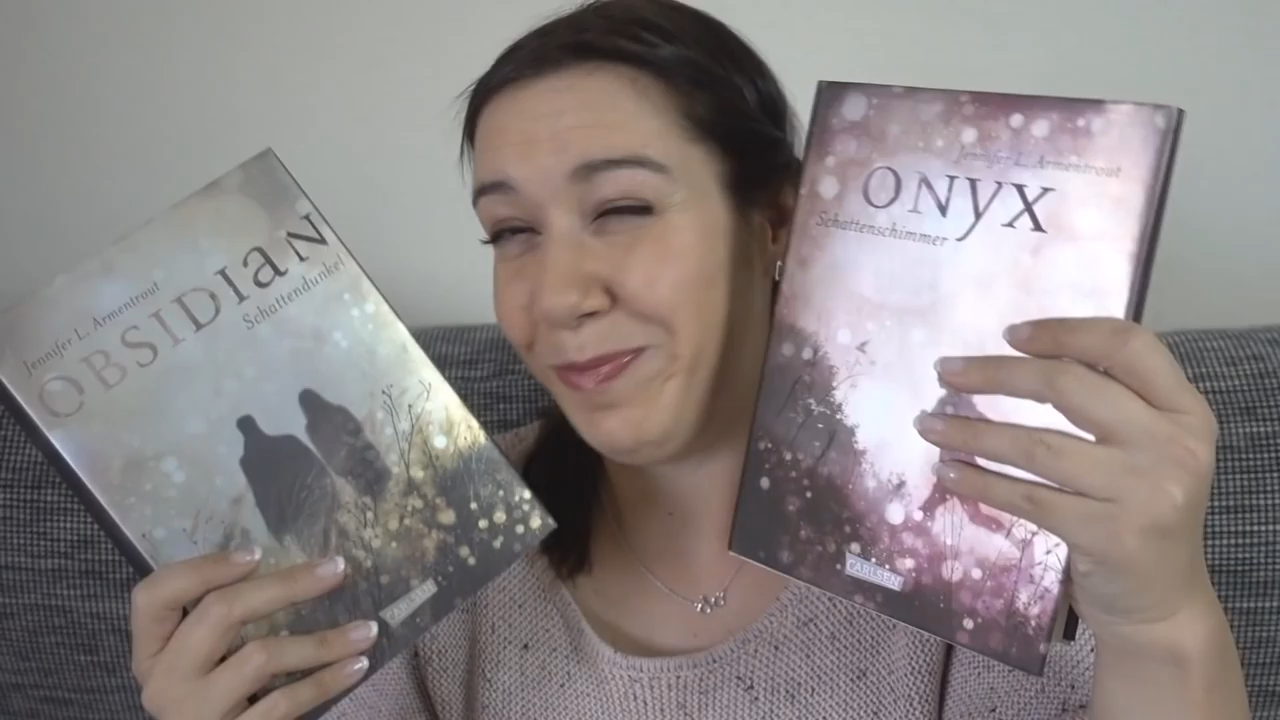 Jennifer L. Armentrout
OBSIDIaN
Schattendunkel
CARLSEN
Jennifer L. Armentrout
ONyX
Schattenschimmer
CARLSEN